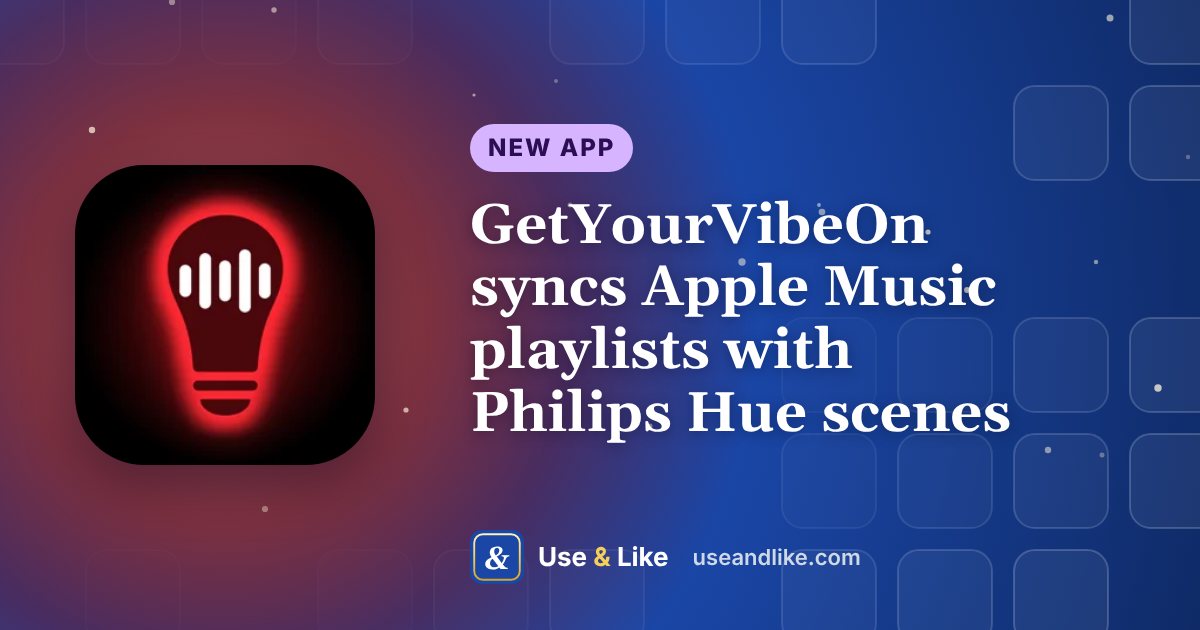 NEW APP
GetYourVibeOn
syncs Apple Music
playlists with
Philips Hue scenes
& Use & Like useandlike.com